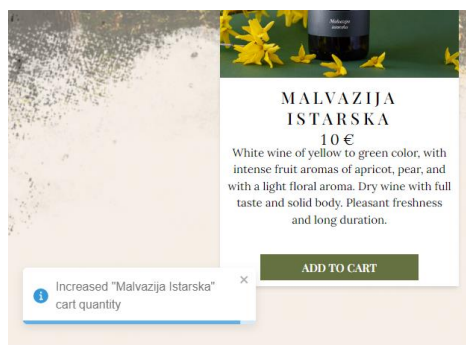 Malvazija
istarska
MALVAZIJA
ISTARSKA
10€
White wine of yellow to green color, with
intense fruit aromas of apricot, pear, and
with a light floral aroma. Dry wine with full
taste and solid body. Pleasant freshness
and long duration.
ADD TO CART
Increased "Malvazija Istarska"
cart quantity